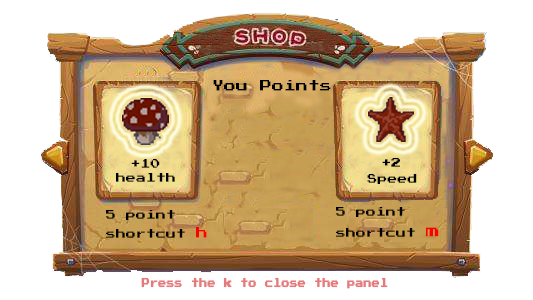 SHOP
You Points
+10
health
+2
Speed
5 point
shortcut h
5 point
shortcut m
Press the k to close the panel